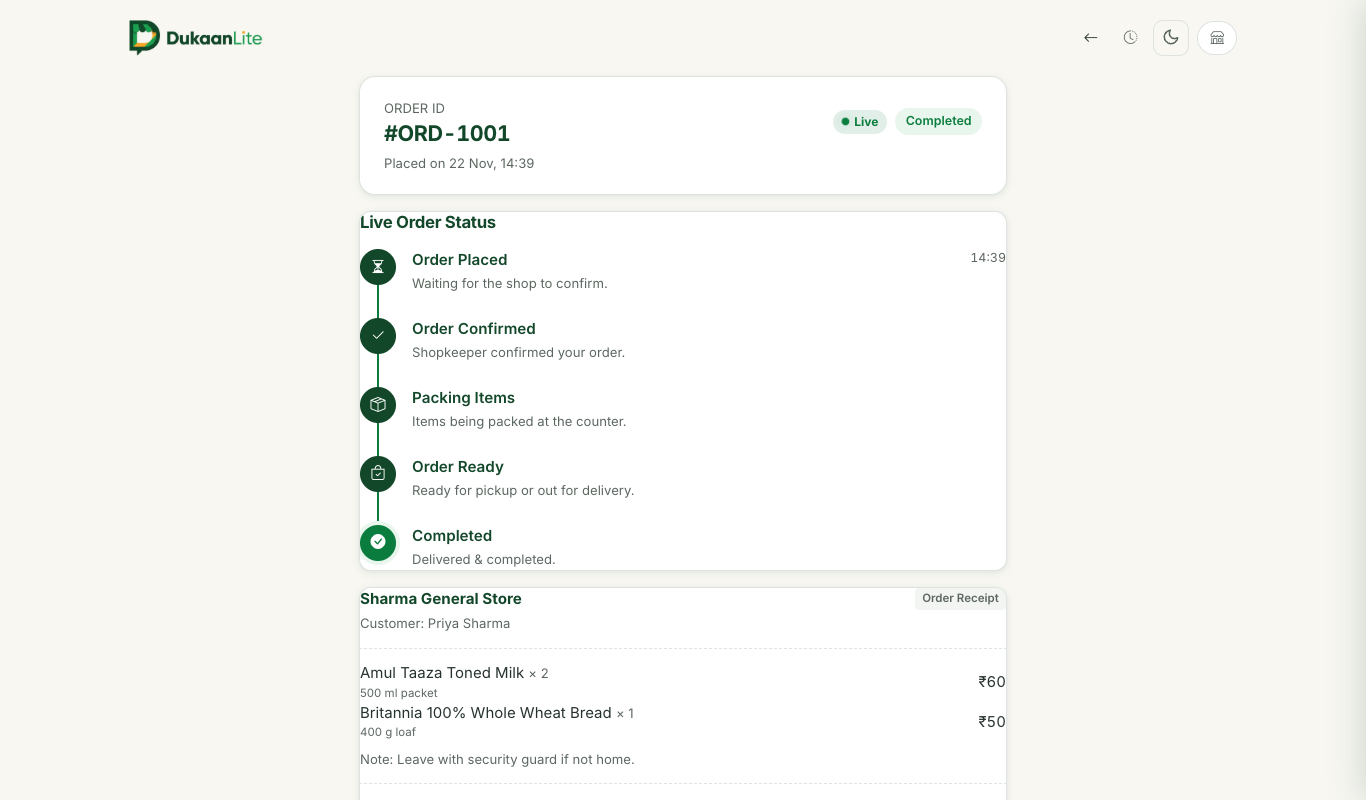 DukaanLite
ORDER ID
#ORD-1001
Placed on 22 Nov, 14:39
Live
Completed
Live Order Status
Order Placed
14:39
Waiting for the shop to confirm.
Order Confirmed
Shopkeeper confirmed your order.
Packing Items
Items being packed at the counter.
Order Ready
Ready for pickup or out for delivery.
Completed
Delivered & completed.
Sharma General Store
Order Receipt
Customer: Priya Sharma
Amul Taaza Toned Milk × 2
₹60
500 ml packet
Britannia 100% Whole Wheat Bread × 1
₹50
400 g loaf
Note: Leave with security guard if not home.